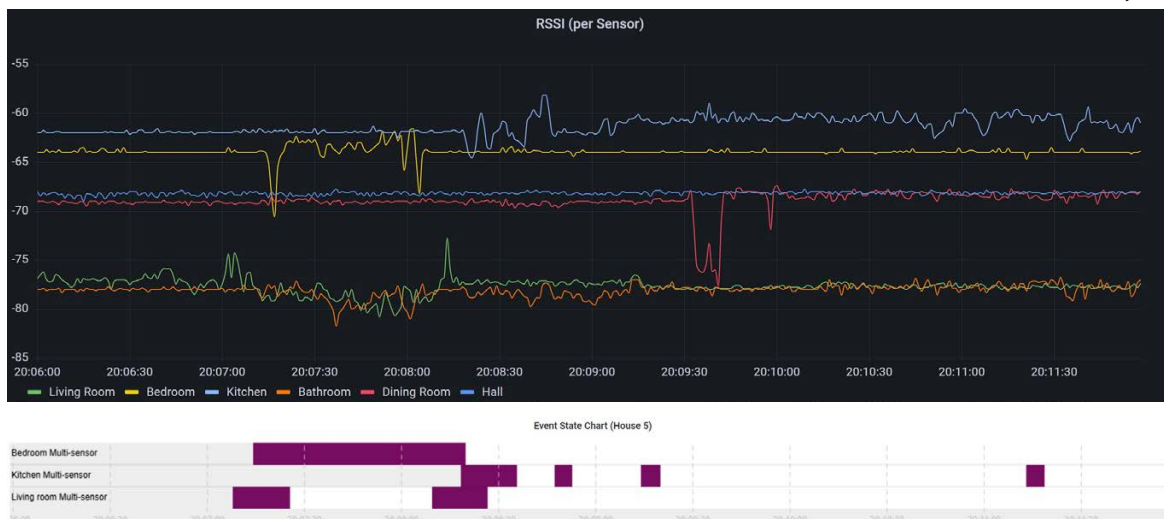 RSSI (per Sensor)
-55
-60
-65
-70
-75
-80
-85
20:06:00 20:06:30 20:07:00 20:07:30 20:08:00 20:08:30 20:09:00 20:09:30 20:10:00 20:10:30 20:11:00 20:11:30
Living Room Bedroom Kitchen Bathroom Dining Room Hall
Event State Chart (House 5)
Bedroom Multi-sensor
Kitchen Multi-sensor
Living room Multi-sensor